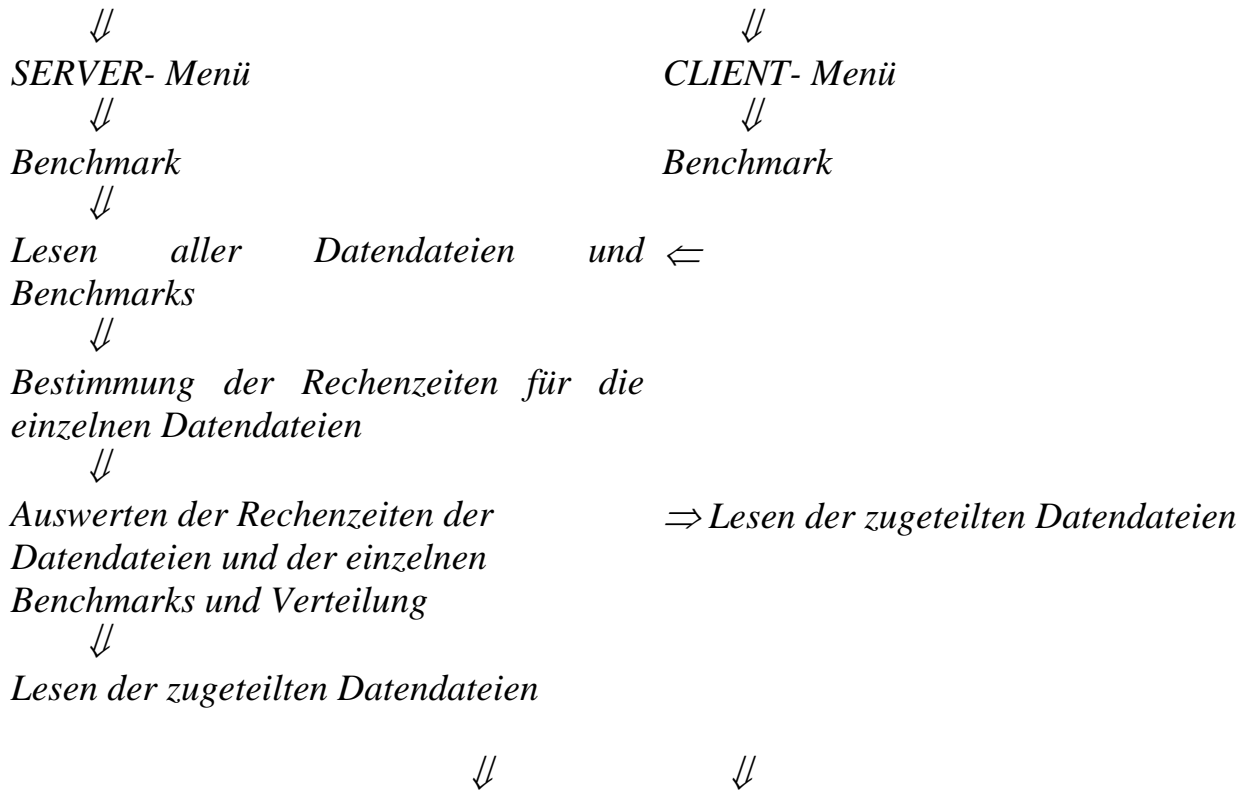 ⇓ ⇓
SERVER- Menü CLIENT- Menü
⇓ ⇓
Benchmark Benchmark
⇓
Lesen aller Datendateien und ⇐
Benchmarks
⇓
Bestimmung der Rechenzeiten für die
einzelnen Datendateien
⇓
Auswerten der Rechenzeiten der ⇒ Lesen der zugeteilten Datendateien
Datendateien und der einzelnen
Benchmarks und Verteilung
⇓
Lesen der zugeteilten Datendateien
⇓ ⇓